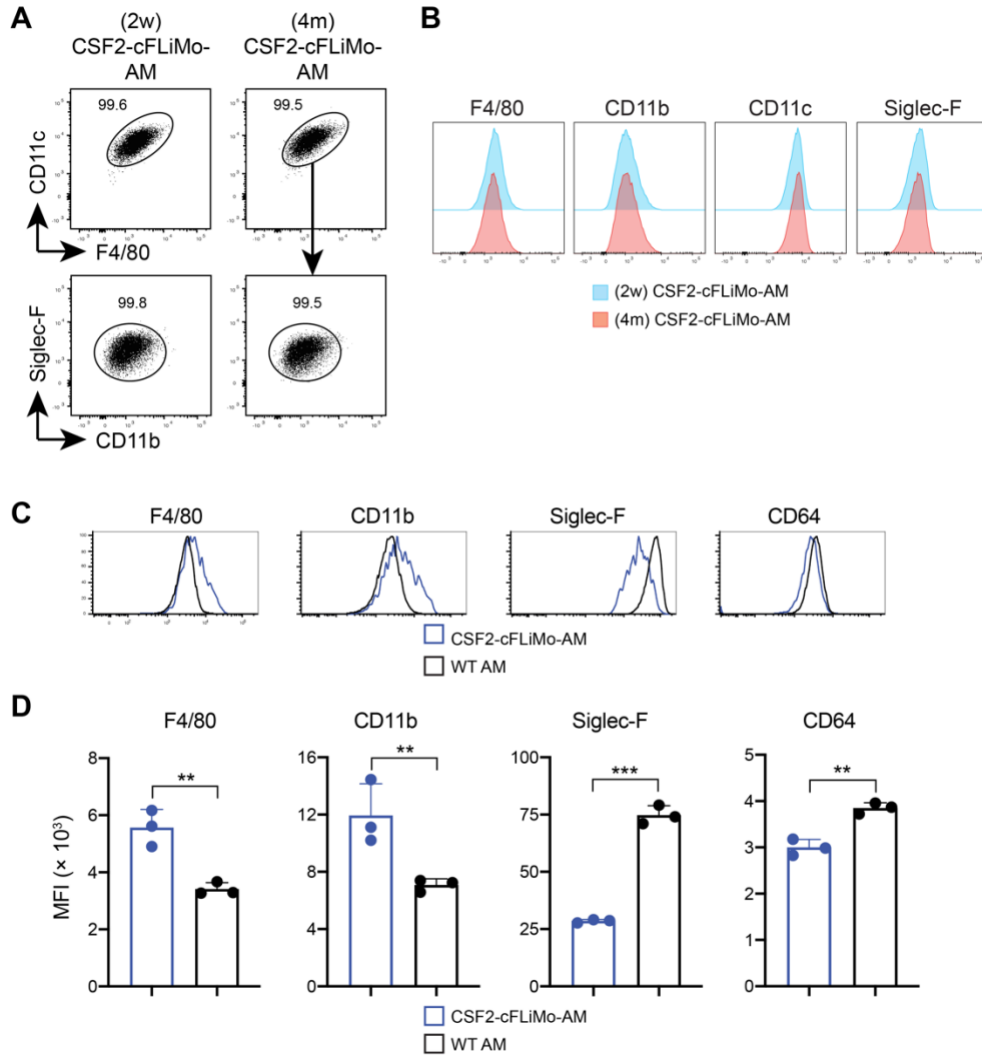 A
(2w)
CSF2-cFLiMo-
AM
(4m)
CSF2-cFLiMo-
AM
99.6
99.5
CD11c
F4/80
99.8
99.5
Siglec-F
CD11b
B
F4/80 CD11b CD11c Siglec-F
(2w) CSF2-cFLiMo-AM
(4m) CSF2-cFLiMo-AM
C
F4/80 CD11b Siglec-F CD64
CSF2-cFLiMo-AM
WT AM
D
F4/80 CD11b Siglec-F CD64
MFI (× 10³)
8
6
4
2
0
**
16
12
8
4
0
**
100
75
50
25
0
***
5
4
3
2
1
0
**
CSF2-cFLiMo-AM
WT AM